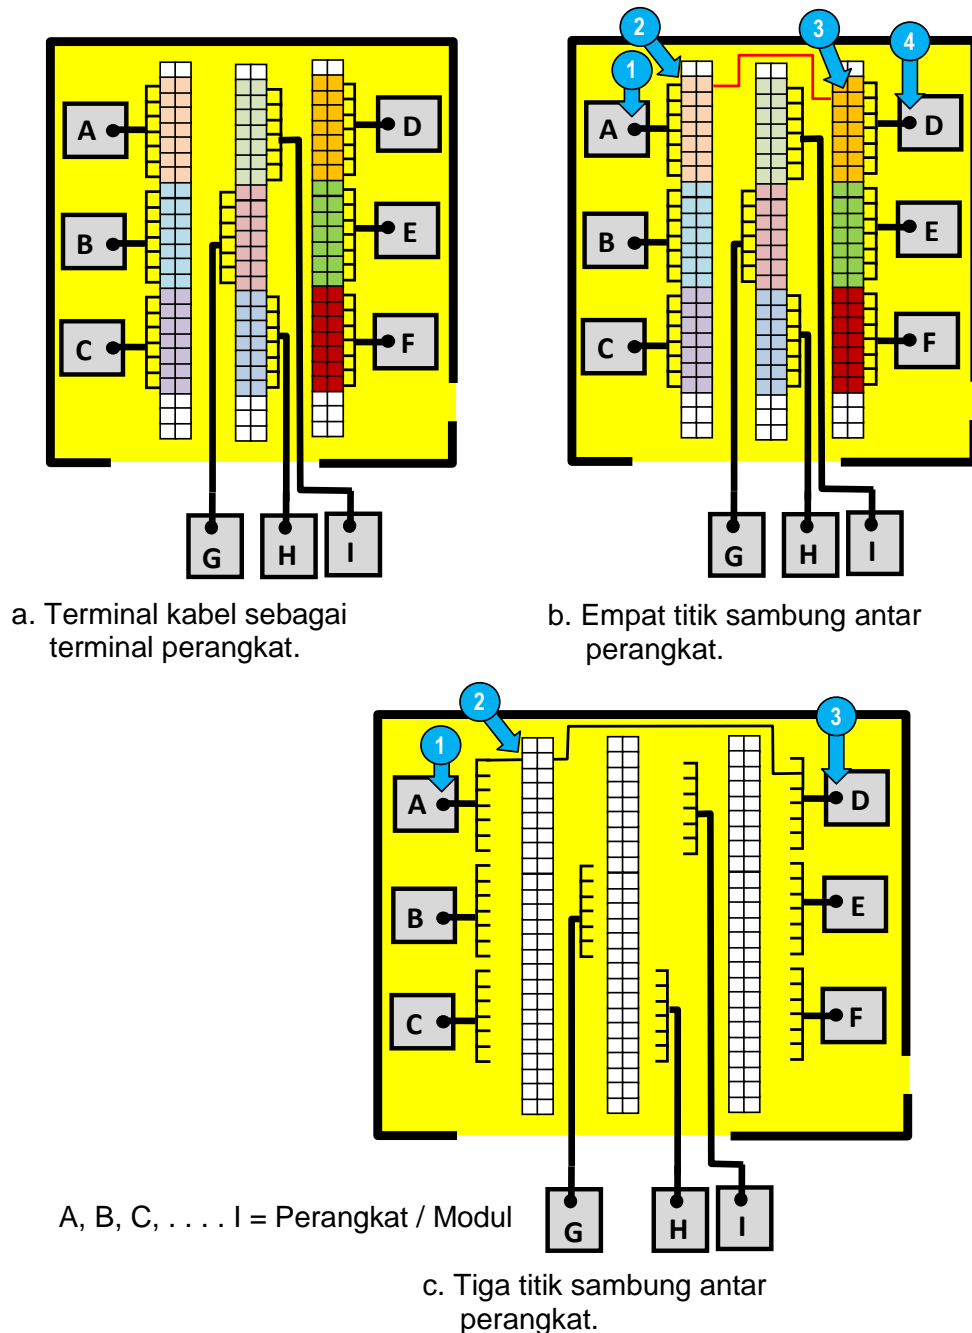 A
B
C
D
E
F
G
H
I
a. Terminal kabel sebagai
terminal perangkat.
1
2
3
4
A
B
C
D
E
F
G
H
I
b. Empat titik sambung antar
perangkat.
1
2
3
A
B
C
D
E
F
G
H
I
A, B, C, . . . . I = Perangkat / Modul
c. Tiga titik sambung antar
perangkat.